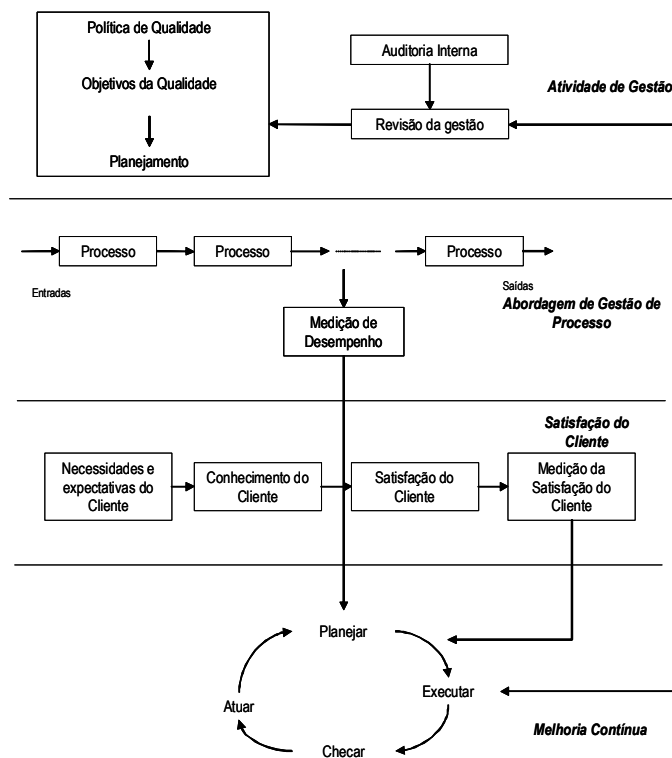 Política de Qualidade
Objetivos da Qualidade
Planejamento
Auditoria Interna
Revisão da gestão
Atividade de Gestão
Processo
Processo
Processo
Entradas
Saídas
Abordagem de Gestão de
Processo
Medição de
Desempenho
Satisfação do
Cliente
Necessidades e
expectativas do
Cliente
Conhecimento do
Cliente
Satisfação do
Cliente
Medição da
Satisfação do
Cliente
Planejar
Executar
Atuar
Checar
Melhoria Contínua